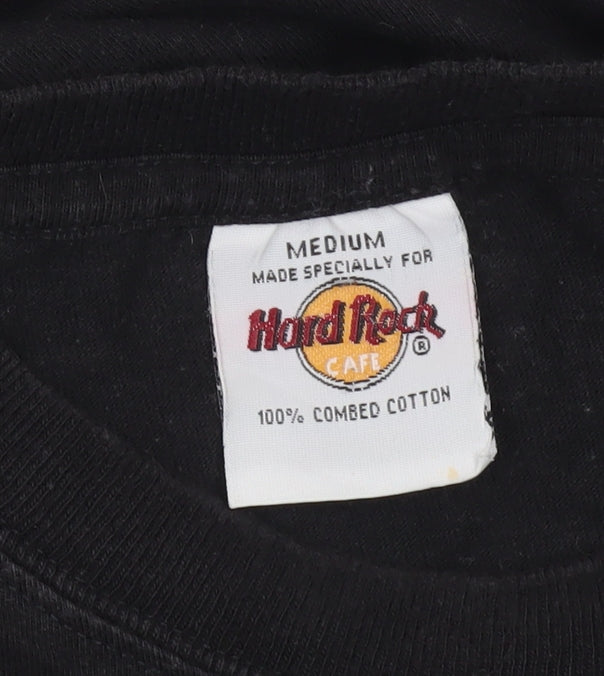 MEDIUM
MADE SPECIALLY FOR
Hard Rock
®
CAFE
100% COMBED COTTON